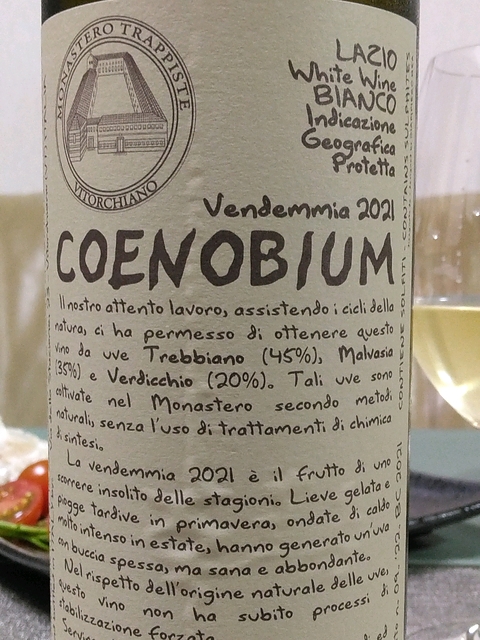 MONASTERO TRAPPISTE
VITORCHIANO
LAZIO
White Wine
BIANCO
Indicazione
Geografica
Protetta
Vendemmia 2021
COENOBIUM
Il nostro attento lavoro, assistendo i cicli della
natura, ci ha permesso di ottenere questo
vino da uve Trebbiano (45%), Malvasia
(35%) e Verdicchio (20%). Tali uve sono
coltivate nel Monastero secondo metodi
naturali, senza l'uso di trattamenti di chimica
di sintesi.
La vendemmia 2021 è il frutto di uno
scorrere insolito delle stagioni. Lieve gelata e
piogge tardive in primavera, ondate di caldo
molto intenso in estate, hanno generato un'uva
con buccia spessa, ma sana e abbondante.
Nel rispetto dell'origine naturale delle uve,
questo vino non ha subito processi di
stabilizzazione forzata.
CONTIENE SOLFITI - CONTAINS SULPHITES